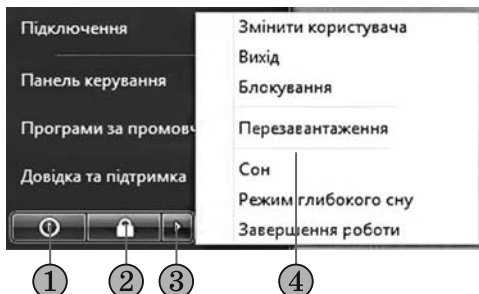 Підключення
Панель керування
Програми за промовч
Довідка та підтримка
Змінити користувача
Вихід
Блокування
Перезавантаження
Сон
Режим глибокого сну
Завершення роботи
1 2 3 4